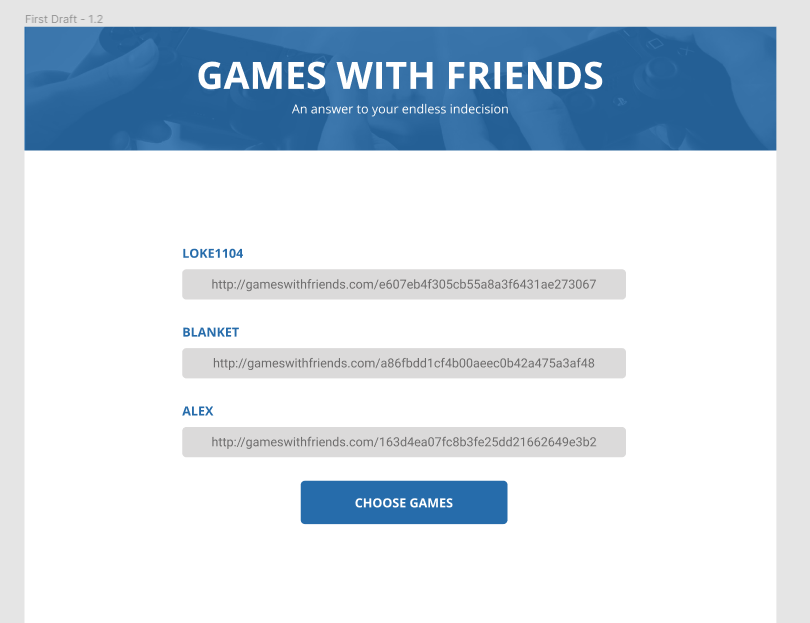 First Draft - 1.2
GAMES WITH FRIENDS
An answer to your endless indecision
LOKE1104
http://gameswithfriends.com/e607eb4f305cb55a8a3f6431ae273067
BLANKET
http://gameswithfriends.com/a86fbdd1cf4b00aeec0b42a475a3af48
ALEX
http://gameswithfriends.com/163d4ea07fc8b3fe25dd21662649e3b2
CHOOSE GAMES